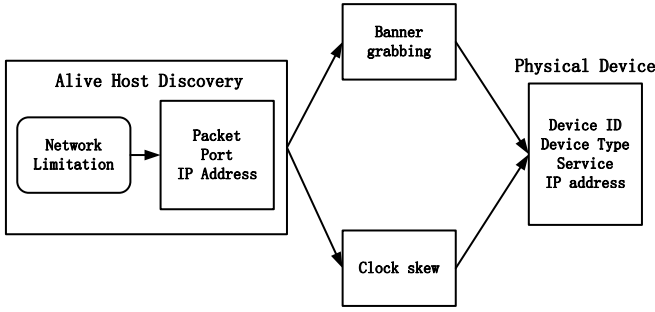 Alive Host Discovery
Network
Limitation
Packet
Port
IP Address
Banner
grabbing
Clock skew
Physical Device
Device ID
Device Type
Service
IP address